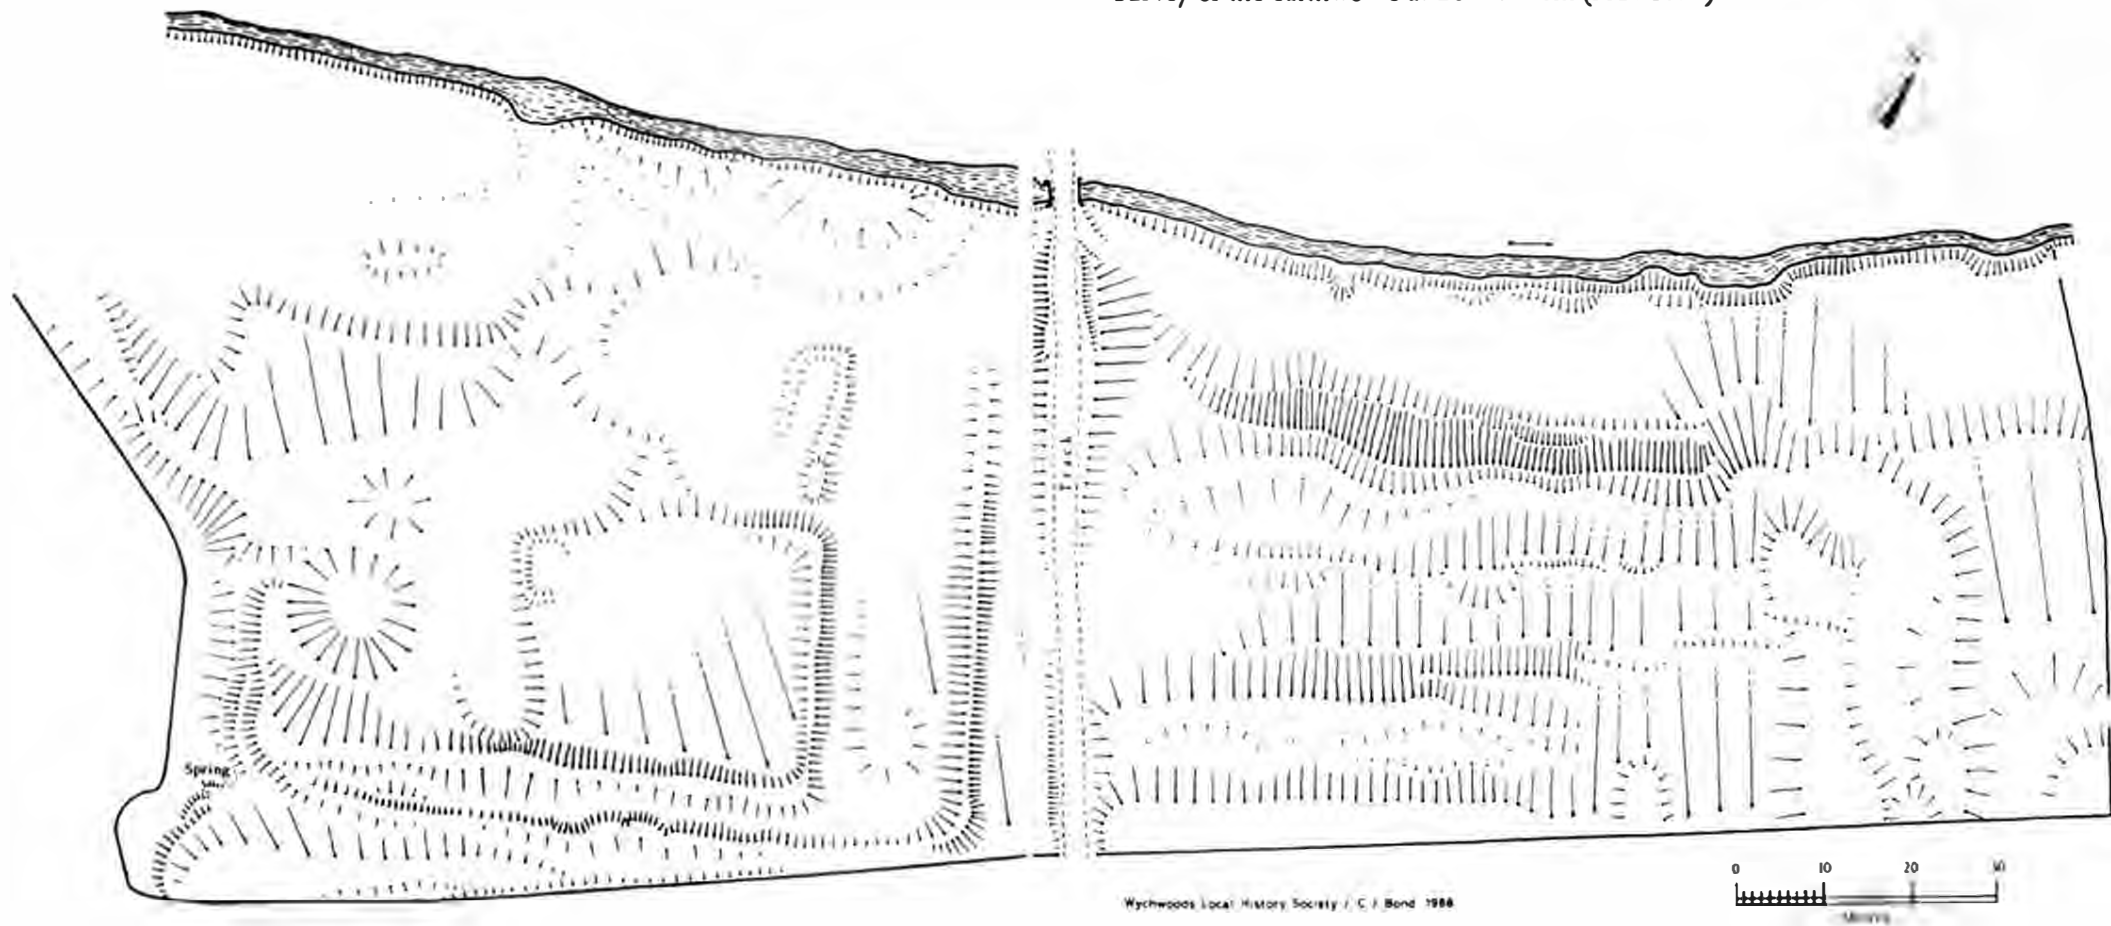 Track
Spring
Wychwoods Local History Society / C J Bond 1988
0 10 20 30
Metres